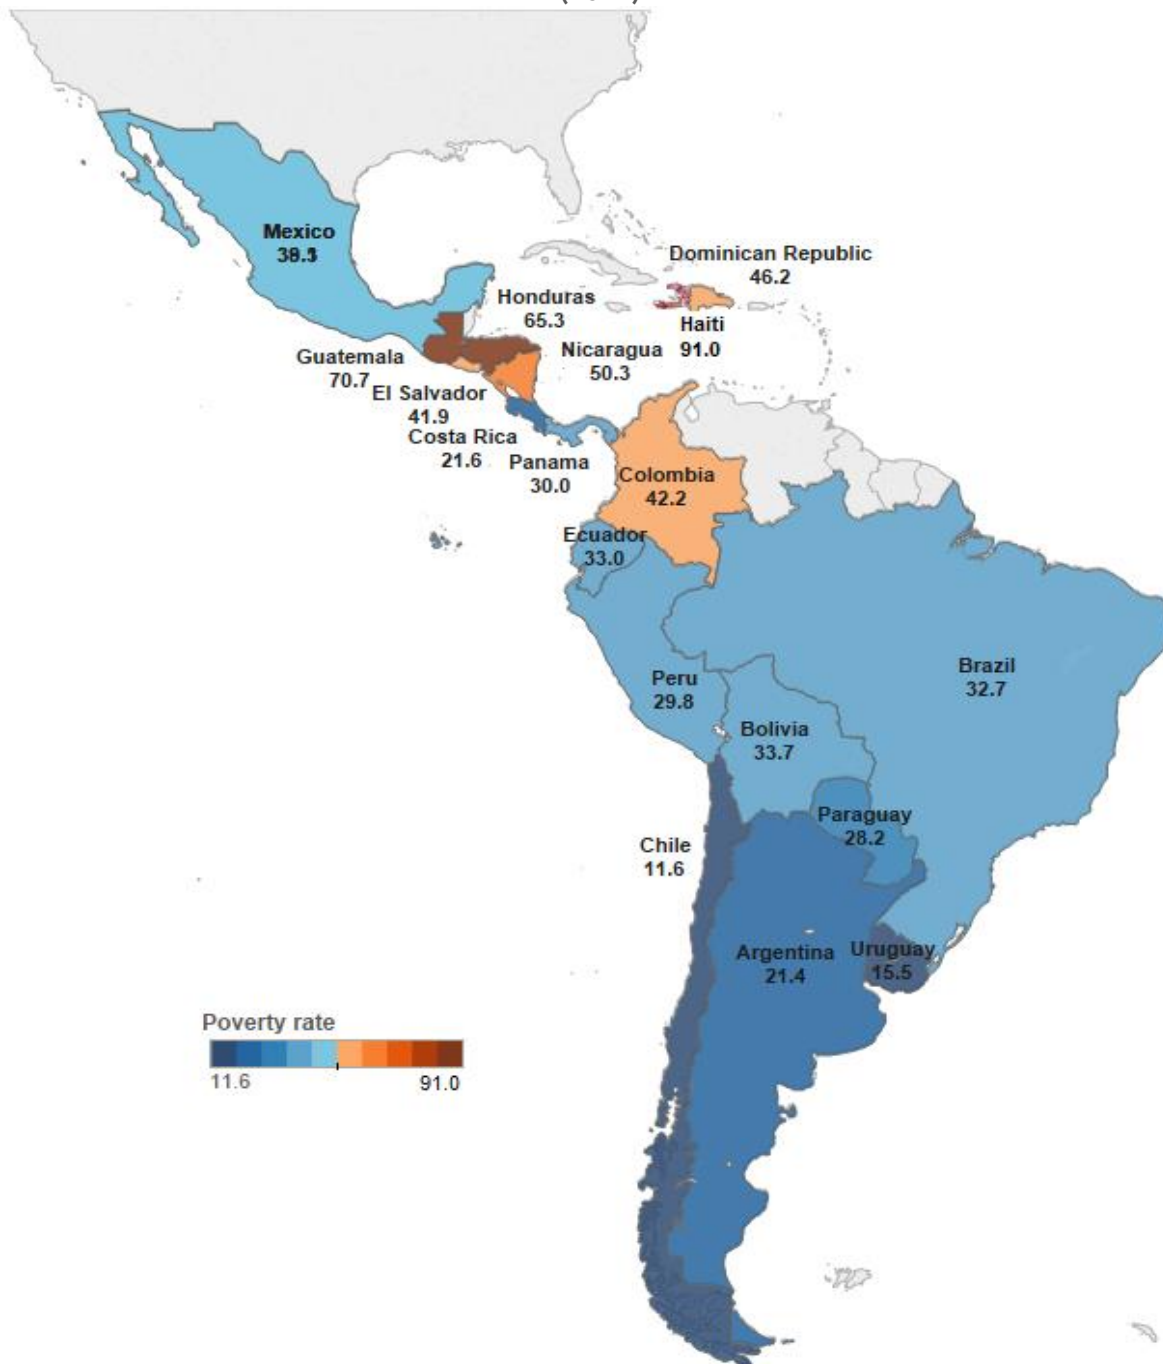 Mexico
Dominican Republic
46.2
Honduras
65.3
Haiti
91.0
Nicaragua
50.3
Guatemala
70.7
El Salvador
41.9
Costa Rica
21.6
Panama
30.0
Colombia
42.2
Ecuador
33.0
Brazil
32.7
Peru
29.8
Bolivia
33.7
Paraguay
28.2
Chile
11.6
Argentina
21.4
Uruguay
15.5
Poverty rate
11.6
91.0